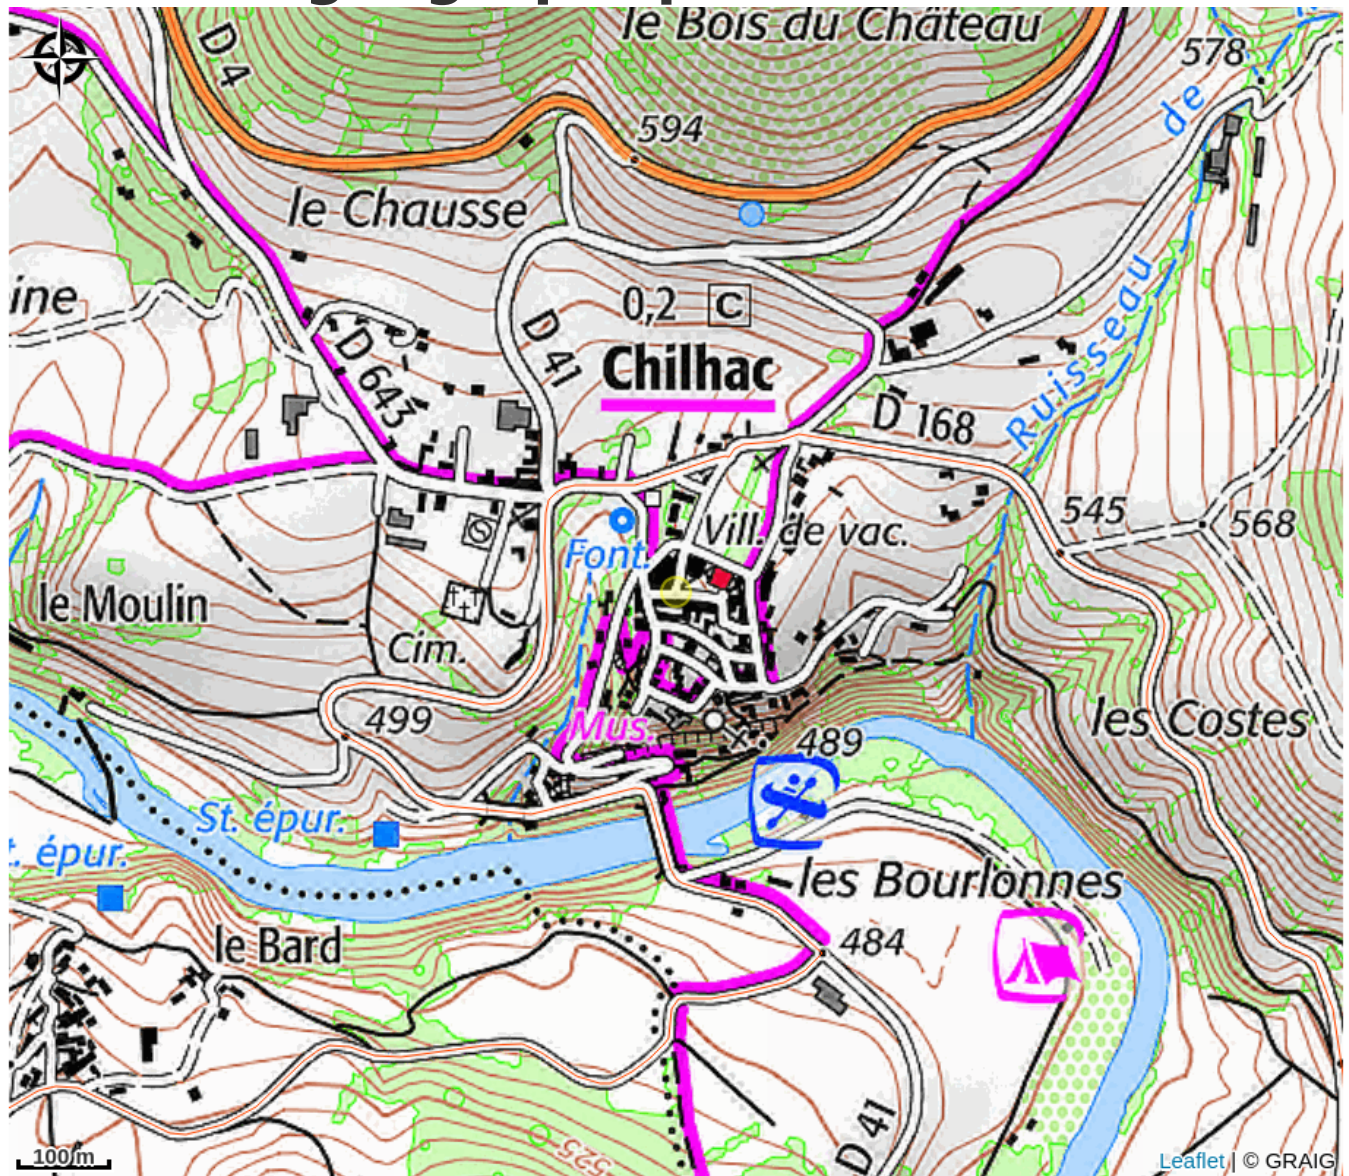 le Bois du Château
D 4
578
594
de
le Chausse
ine
0,2 C
Ruisseau
D 41
D 643
Chilhac
D 168
545
568
Vill. de vac.
Font.
le Moulin
Cim.
499
Mus.
489
les Costes
St. épur.
t. épur.
les Bourlonnes
le Bard
484
D 41
525
100 m
Leaflet | © GRAIG